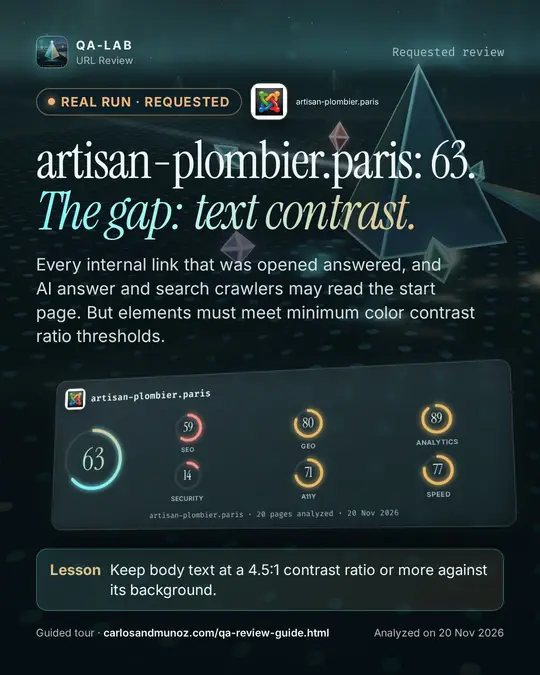 QA-LAB
URL Review
Requested review
REAL RUN · REQUESTED
artisan-plombier.paris
artisan-plombier.paris: 63.
The gap: text contrast.
Every internal link that was opened answered, and
AI answer and search crawlers may read the start
page. But elements must meet minimum color contrast
ratio thresholds.
artisan-plombier.paris
63
59
SEO
80
GEO
89
ANALYTICS
14
SECURITY
71
A11Y
77
SPEED
artisan-plombier.paris · 20 pages analyzed · 20 Nov 2026
Lesson Keep body text at a 4.5:1 contrast ratio or more against
its background.
Guided tour · carlosandmunoz.com/qa-review-guide.html
Analyzed on 20 Nov 2026